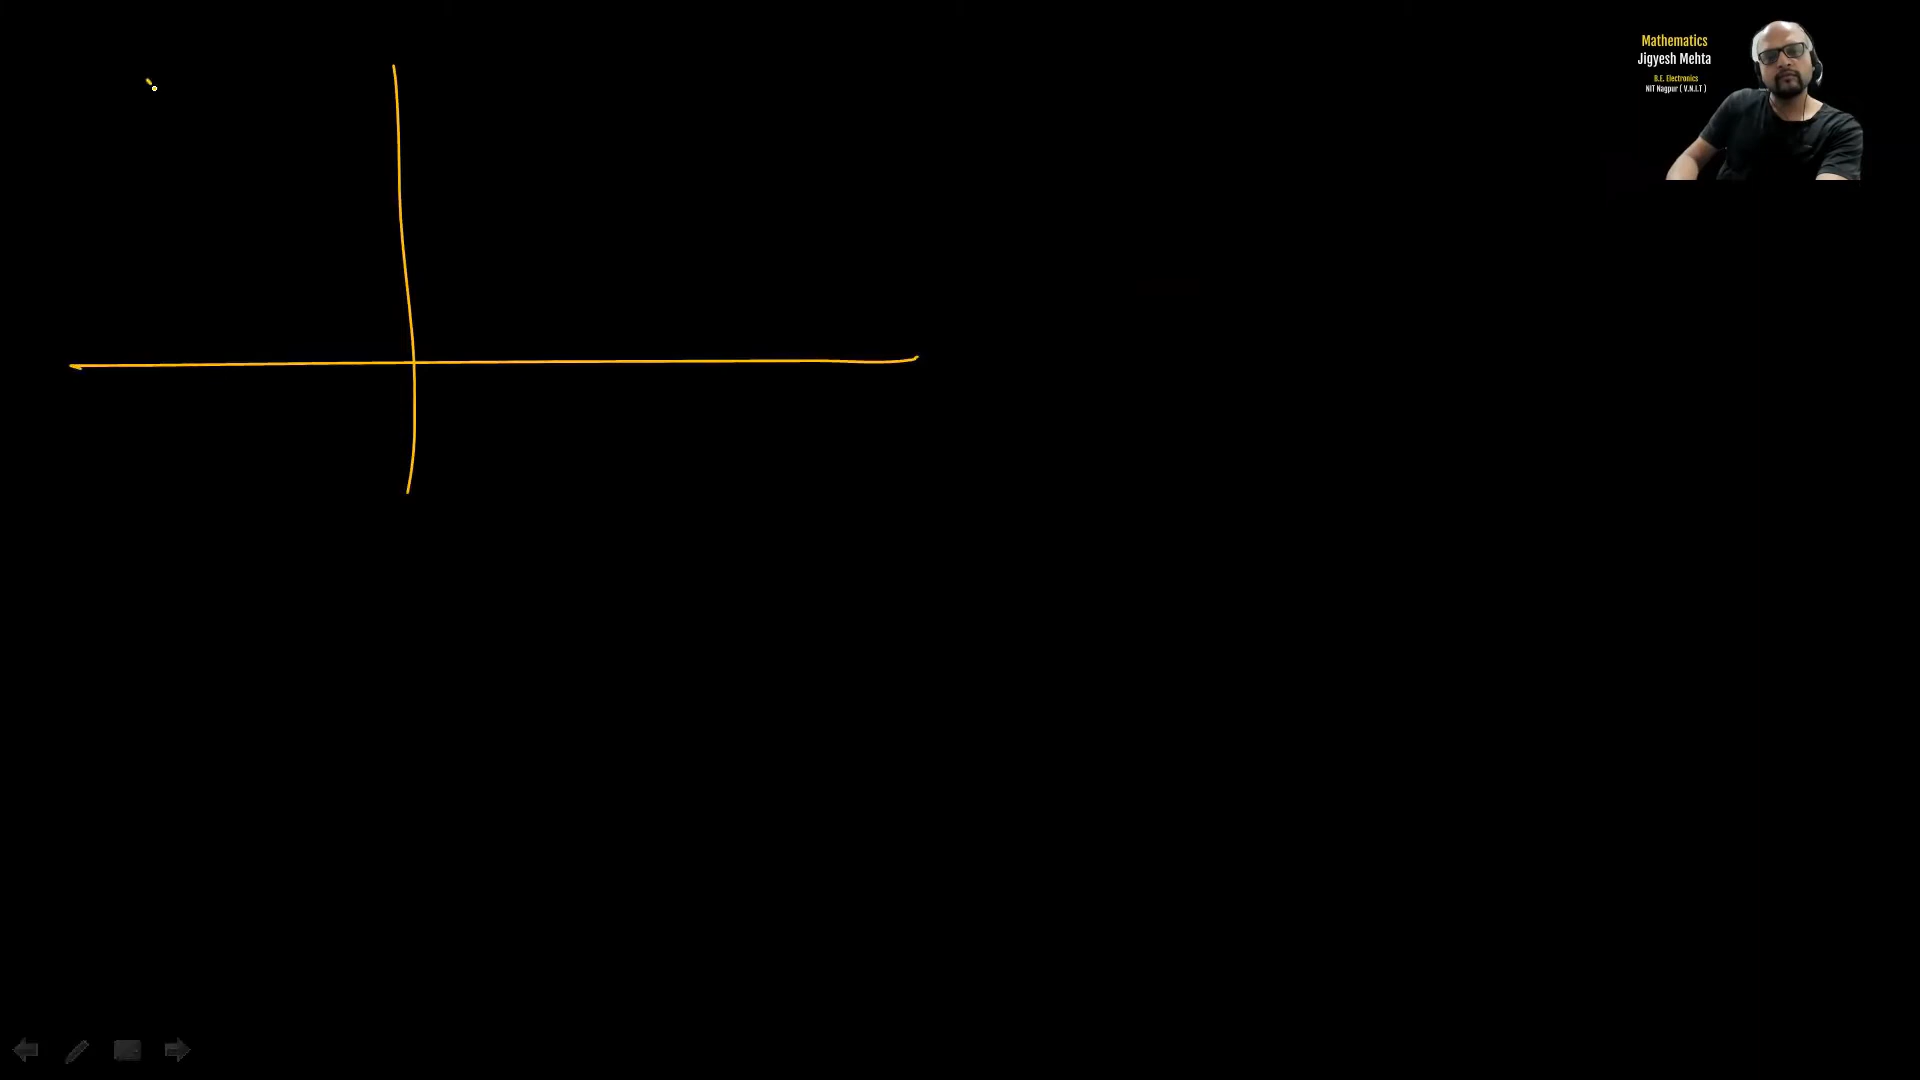 Mathematics
Jigyesh Mehta
B.E. Electronics
NIT Nagpur ( V.N.I.T )